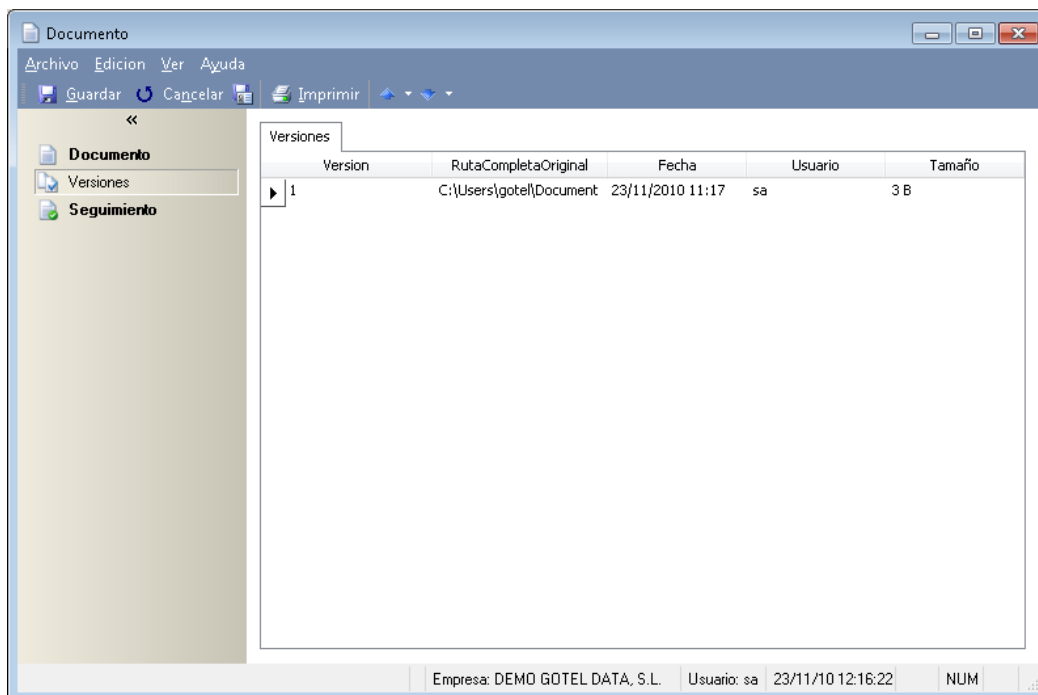 Documento
Archivo Edicion Ver Ayuda
Guardar Cancelar Imprimir
«
Documento
Versiones
Seguimiento
Versiones
Version RutaCompletaOriginal Fecha Usuario Tamaño
1 C:\Users\gotel\Document 23/11/2010 11:17 sa 3 B
Empresa: DEMO GOTEL DATA, S.L. Usuario: sa 23/11/10 12:16:22 NUM